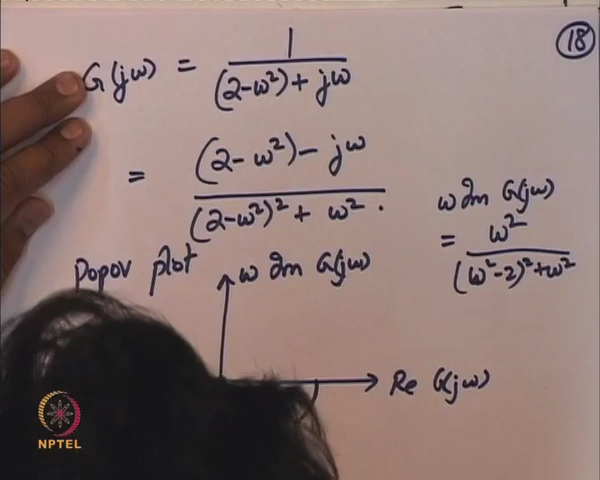 18
G(jω) = 1 / ((2-ω²) + jω)
= ((2-ω²) - jω) / ((2-ω²)² + ω²) .
ω Im G(jω)
= ω² / ((ω²-2)² + ω²)
Popov plot
ω Im G(jω)
Re G(jω)
NPTEL